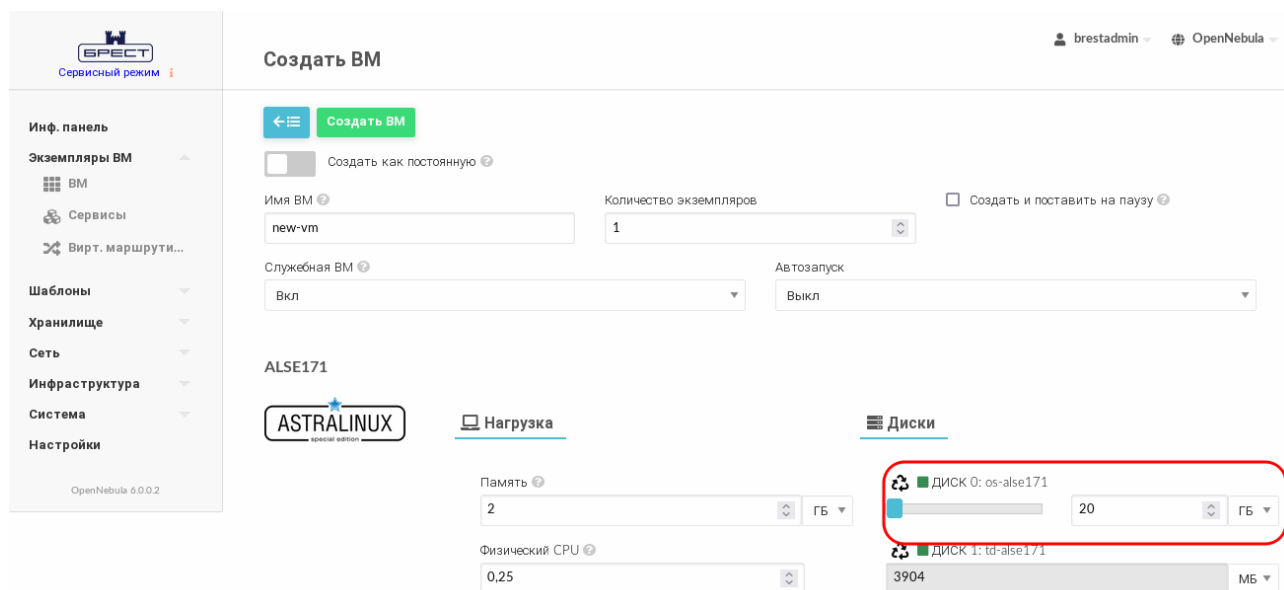 БРЕСТ
Сервисный режим i
brestadmin
OpenNebula
Создать ВМ
Инф. панель
Экземпляры ВМ
ВМ
Сервисы
Вирт. маршрути...
Шаблоны
Хранилище
Сеть
Инфраструктура
Система
Настройки
OpenNebula 6.0.0.2
Создать ВМ
Создать как постоянную ?
Имя ВМ ?
Количество экземпляров
Создать и поставить на паузу ?
new-vm
1
Служебная ВМ ?
Автозапуск
Вкл
Выкл
ALSE171
ASTRALINUX
special edition
Нагрузка
Диски
Память ?
ДИСК 0: os-alse171
2
ГБ
20
ГБ
Физический CPU ?
ДИСК 1: td-alse171
0,25
3904
МБ